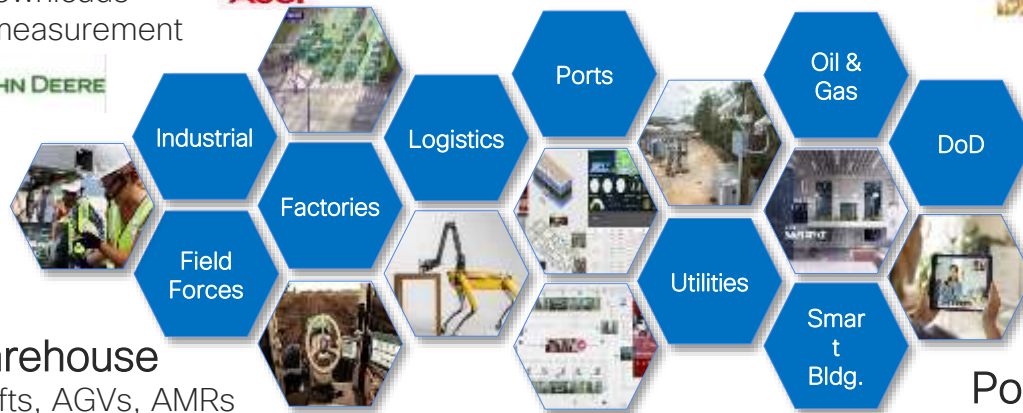 measurement
HN DEERE
Ports
Oil &
Gas
Industrial
Logistics
DoD
Factories
Field
Forces
Utilities
Smar
t
Bldg.
arehouse
fts, AGVs, AMRs
Po